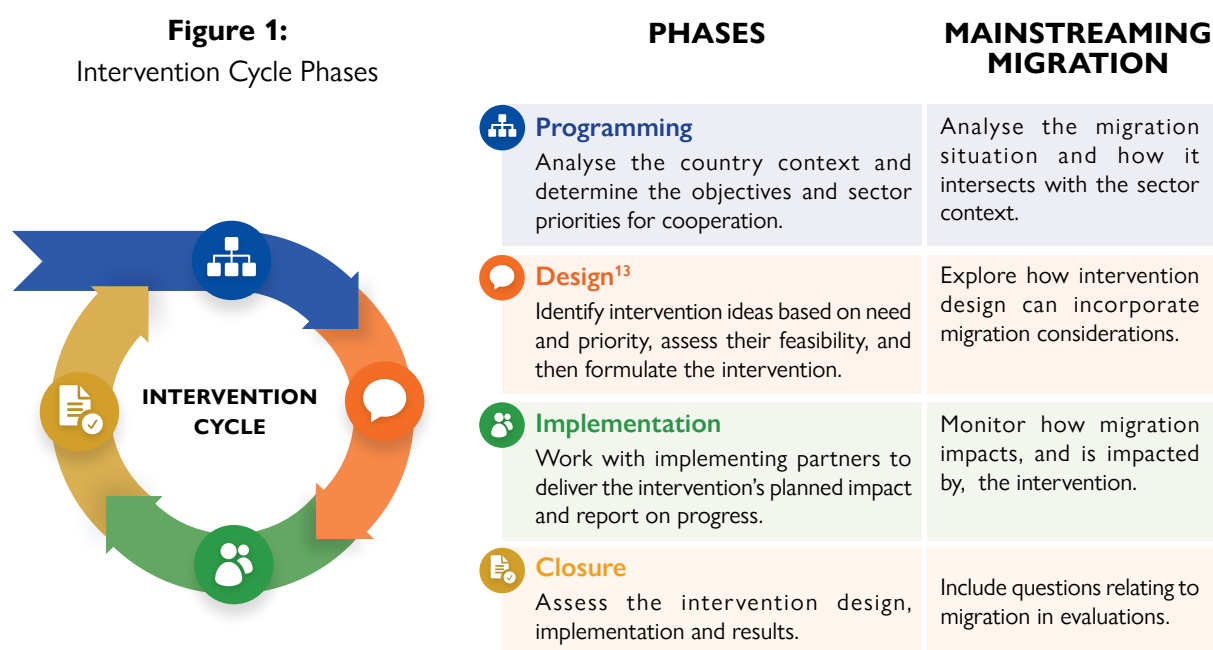 Figure 1:
Intervention Cycle Phases
INTERVENTION
CYCLE
PHASES
MAINSTREAMING
MIGRATION
Programming
Analyse the country context and
determine the objectives and sector
priorities for cooperation.
Analyse the migration
situation and how it
intersects with the sector
context.
Design¹³
Identify intervention ideas based on need
and priority, assess their feasibility, and
then formulate the intervention.
Explore how intervention
design can incorporate
migration considerations.
Implementation
Work with implementing partners to
deliver the intervention’s planned impact
and report on progress.
Monitor how migration
impacts, and is impacted
by, the intervention.
Closure
Assess the intervention design,
implementation and results.
Include questions relating to
migration in evaluations.